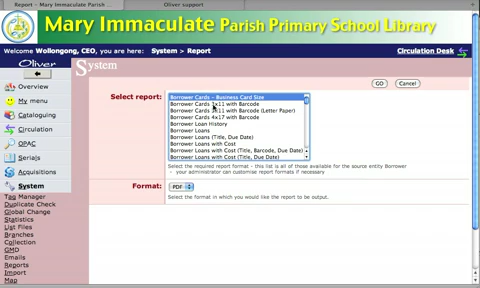 Report - Mary Immaculate Parish ...
Oliver support
Mary Immaculate Parish Primary School Library
Welcome Wollongong, CEO, you are here: System > Report
Circulation Desk
Oliver
System
Overview
My menu
Cataloguing
Circulation
OPAC
Serials
Acquisitions
System
Tag Manager
Duplicate Check
Global Change
Statistics
List Files
Branches
Collection
GMD
Emails
Reports
Import
Map
GO
Cancel
Select report:
Borrower Cards - Business Card Size
Borrower Cards 3x11 with Barcode
Borrower Cards 3x11 with Barcode (Letter Paper)
Borrower Cards 4x17 with Barcode
Borrower Loan History
Borrower Loans
Borrower Loans (Title, Due Date)
Borrower Loans with Cost
Borrower Loans with Cost (Title, Barcode, Due Date)
Borrower Loans with Cost (Title, Due Date)
Select the required report format - this list is all of those available for the source entity Borrower
- your administrator can customise report formats if necessary
Format:
PDF
Select the format in which you would like the report to be output.